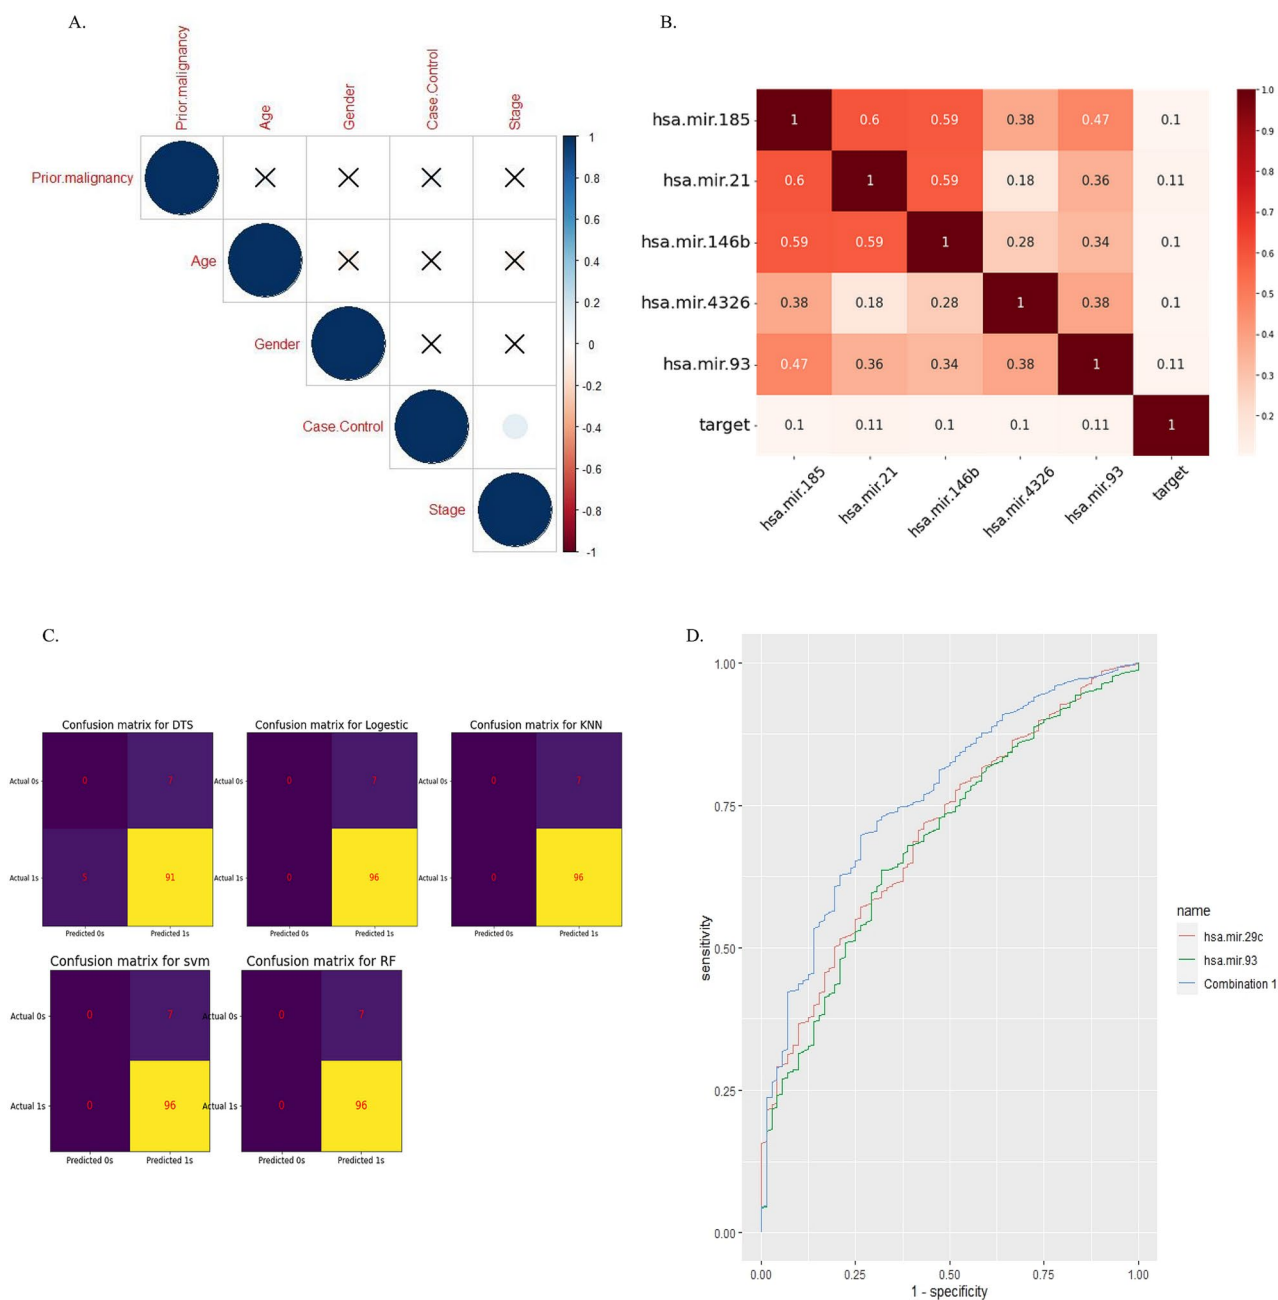 A.
Prior.malignancy
Age
Gender
Case.Control
Stage
Prior.malignancy
Age
Gender
Case.Control
Stage
1
0.8
0.6
0.4
0.2
0
-0.2
-0.4
-0.6
-0.8
-1
B.
hsa.mir.185 1 0.6 0.59 0.38 0.47 0.1
hsa.mir.21 0.6 1 0.59 0.18 0.36 0.11
hsa.mir.146b 0.59 0.59 1 0.28 0.34 0.1
hsa.mir.4326 0.38 0.18 0.28 1 0.38 0.1
hsa.mir.93 0.47 0.36 0.34 0.38 1 0.11
target 0.1 0.11 0.1 0.1 0.11 1
hsa.mir.185 hsa.mir.21 hsa.mir.146b hsa.mir.4326 hsa.mir.93 target
1.0
0.9
0.8
0.7
0.6
0.5
0.4
0.3
0.2
C.
Confusion matrix for DTS
Actual 0s 0 7
Actual 1s 5 91
Predicted 0s Predicted 1s
Confusion matrix for Logestic
Actual 0s 0 7
Actual 1s 0 96
Predicted 0s Predicted 1s
Confusion matrix for KNN
Actual 0s 0 7
Actual 1s 0 96
Predicted 0s Predicted 1s
Confusion matrix for svm
Actual 0s 0 7
Actual 1s 0 96
Predicted 0s Predicted 1s
Confusion matrix for RF
Actual 0s 0 7
Actual 1s 0 96
Predicted 0s Predicted 1s
D.
sensitivity
1.00
0.75
0.50
0.25
0.00
0.00 0.25 0.50 0.75 1.00
1 - specificity
name
hsa.mir.29c
hsa.mir.93
Combination 1